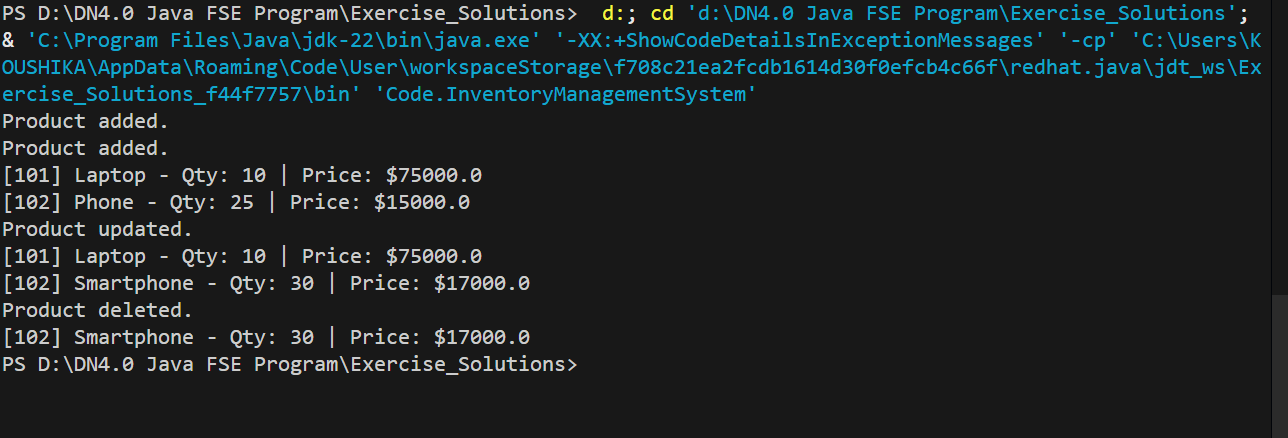 PS D:\DN4.0 Java FSE Program\Exercise_Solutions>  d:; cd 'd:\DN4.0 Java FSE Program\Exercise_Solutions';
& 'C:\Program Files\Java\jdk-22\bin\java.exe' '-XX:+ShowCodeDetailsInExceptionMessages' '-cp' 'C:\Users\K
OUSHIKA\AppData\Roaming\Code\User\workspaceStorage\f708c21ea2fcdb1614d30f0efcb4c66f\redhat.java\jdt_ws\Ex
ercise_Solutions_f44f7757\bin' 'Code.InventoryManagementSystem'
Product added.
Product added.
[101] Laptop - Qty: 10 | Price: $75000.0
[102] Phone - Qty: 25 | Price: $15000.0
Product updated.
[101] Laptop - Qty: 10 | Price: $75000.0
[102] Smartphone - Qty: 30 | Price: $17000.0
Product deleted.
[102] Smartphone - Qty: 30 | Price: $17000.0
PS D:\DN4.0 Java FSE Program\Exercise_Solutions>